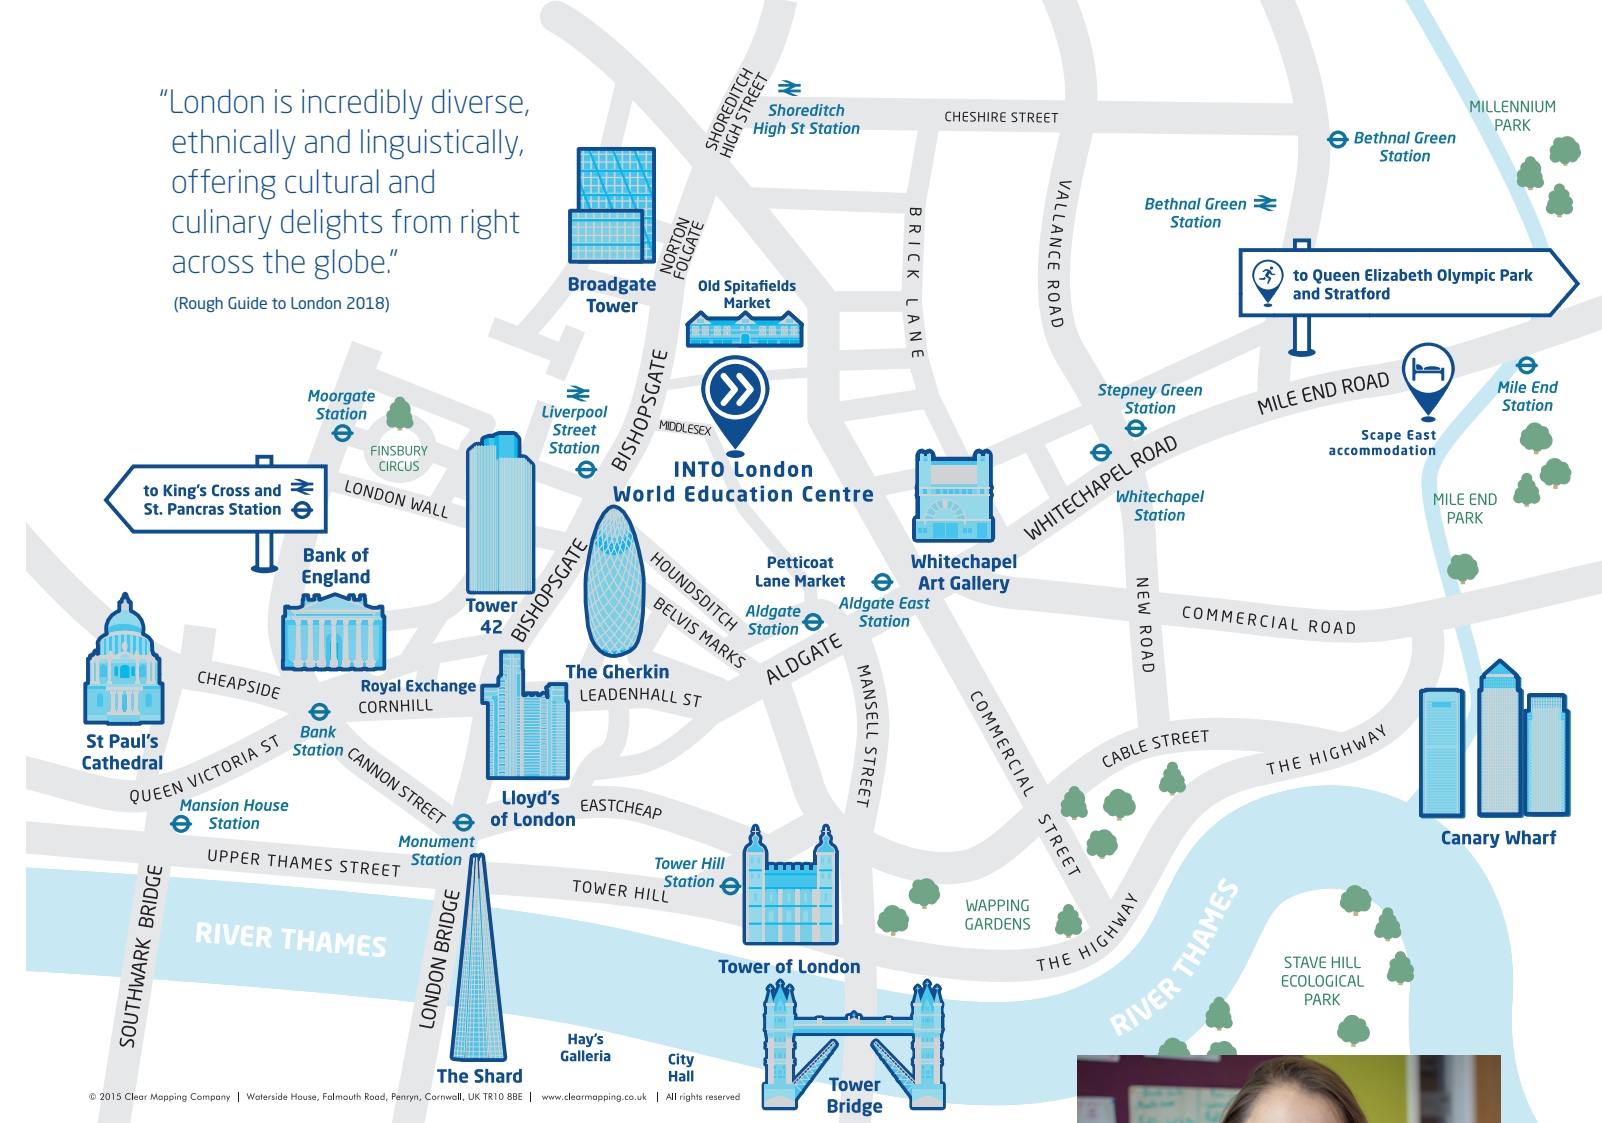 “London is incredibly diverse,
ethnically and linguistically,
offering cultural and
culinary delights from right
across the globe.”
(Rough Guide to London 2018)
SHOREDITCH
HIGH STREET
Shoreditch
High St Station
CHESHIRE STREET
MILLENNIUM
PARK
Bethnal Green
Station
Bethnal Green
Station
VALLANCE ROAD
BRICK LANE
NORTON
FOLGATE
Broadgate
Tower
Old Spitafields
Market
to Queen Elizabeth Olympic Park
and Stratford
MILE END ROAD
Mile End
Station
Scape East
accommodation
Stepney Green
Station
Moorgate
Station
FINSBURY
CIRCUS
Liverpool
Street
Station
BISHOPSGATE
MIDDLESEX
INTO London
World Education Centre
WHITECHAPEL ROAD
Whitechapel
Station
MILE END
PARK
to King's Cross and
St. Pancras Station
LONDON WALL
Bank of
England
Tower
42
BISHOPSGATE
HOUNDSDITCH
BELVIS MARKS
Petticoat
Lane Market
Whitechapel
Art Gallery
Aldgate
Station
Aldgate East
Station
NEW ROAD
COMMERCIAL ROAD
ALDGATE
The Gherkin
CHEAPSIDE
Royal Exchange
CORNHILL
LEADENHALL ST
MANSELL STREET
COMMERCIAL
STREET
CABLE STREET
THE HIGHWAY
St Paul's
Cathedral
Bank
Station
QUEEN VICTORIA ST
CANNON STREET
Mansion House
Station
Lloyd's
of London
EASTCHEAP
Monument
Station
Canary Wharf
UPPER THAMES STREET
Tower Hill
Station
TOWER HILL
WAPPING
GARDENS
THE HIGHWAY
SOUTHWARK BRIDGE
RIVER THAMES
LONDON BRIDGE
Tower of London
RIVER THAMES
STAVE HILL
ECOLOGICAL
PARK
Hay's
Galleria
City
Hall
The Shard
Tower
Bridge
© 2015 Clear Mapping Company | Waterside House, Falmouth Road, Penryn, Cornwall, UK TR10 8BE | www.clearmapping.co.uk | All rights reserved